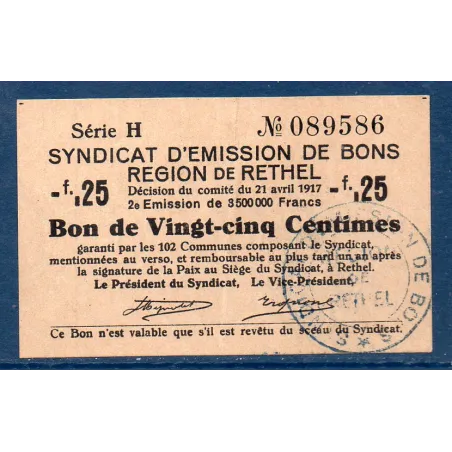 Série H
№ 089586
SYNDICAT D'EMISSION DE BONS
REGION DE RETHEL
-f.,25
Décision du comité du 21 avril 1917
-f.,25
2e Emission de 3500000 Francs
Bon de Vingt-cinq Centimes
garanti par les 102 Communes composant le Syndicat,
mentionnées au verso, et remboursable au plus tard un an après
la signature de la Paix au Siège du Syndicat, à Rethel.
Le Président du Syndicat, Le Vice-Président,
Ce Bon n'est valable que s'il est revêtu du sceau du Syndicat.
DE BONS
DE
RETHEL